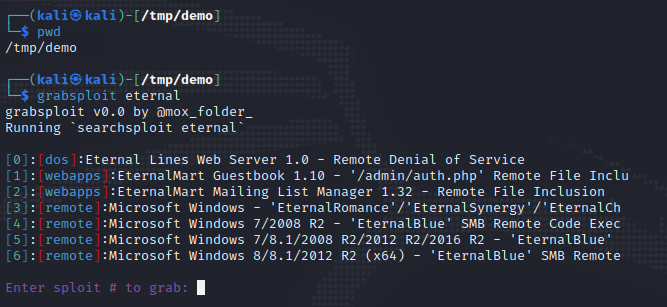 ┌──(kali㉿kali)-[/tmp/demo]
└─$ pwd
/tmp/demo
┌──(kali㉿kali)-[/tmp/demo]
└─$ grabsploit eternal
grabsploit v0.0 by @mox_folder_
Running `searchsploit eternal`
[0]:[dos]:Eternal Lines Web Server 1.0 - Remote Denial of Service
[1]:[webapps]:EternalMart Guestbook 1.10 - '/admin/auth.php' Remote File Inclu
[2]:[webapps]:EternalMart Mailing List Manager 1.32 - Remote File Inclusion
[3]:[remote]:Microsoft Windows - 'EternalRomance'/'EternalSynergy'/'EternalCh
[4]:[remote]:Microsoft Windows 7/2008 R2 - 'EternalBlue' SMB Remote Code Exec
[5]:[remote]:Microsoft Windows 7/8.1/2008 R2/2012 R2/2016 R2 - 'EternalBlue'
[6]:[remote]:Microsoft Windows 8/8.1/2012 R2 (x64) - 'EternalBlue' SMB Remote
Enter sploit # to grab: